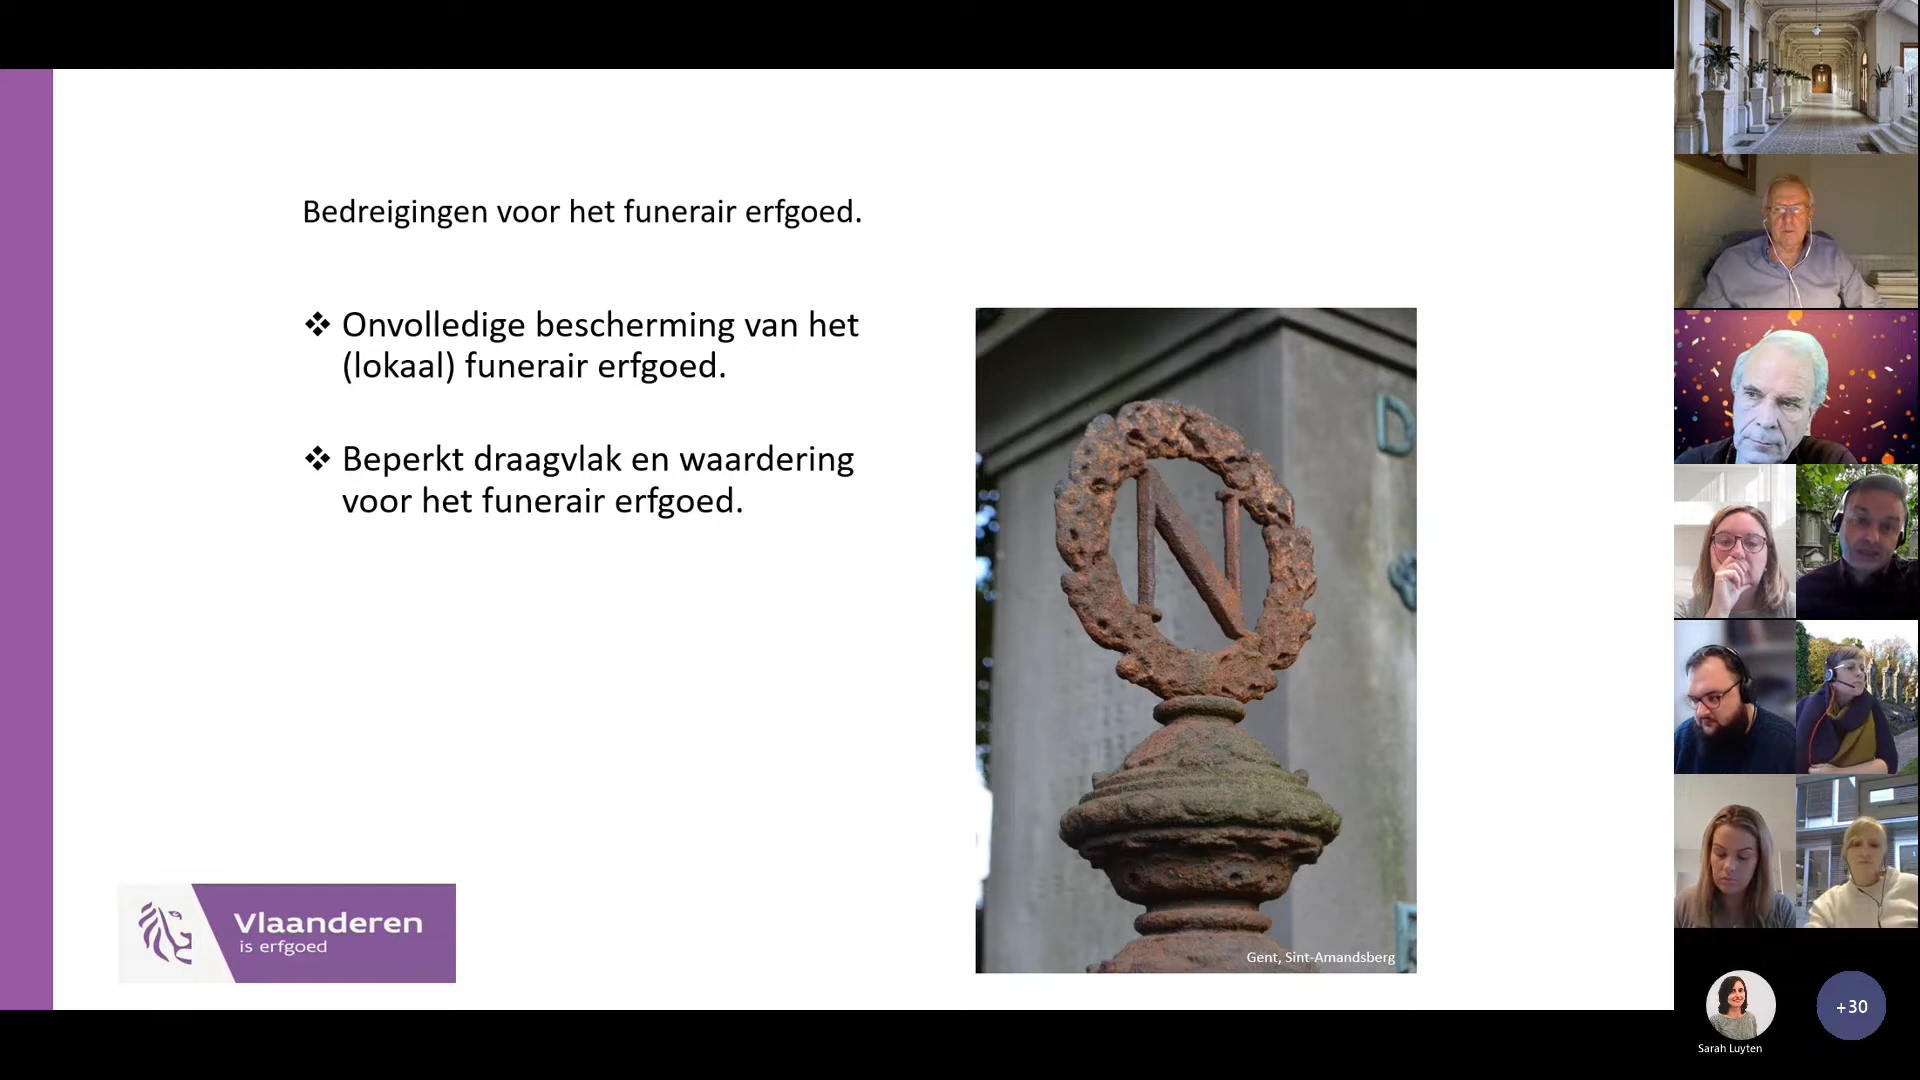 Bedreigingen voor het funerair erfgoed.
❖ Onvolledige bescherming van het
(lokaal) funerair erfgoed.
❖ Beperkt draagvlak en waardering
voor het funerair erfgoed.
D
N
Gent, Sint-Amandsberg
Vlaanderen
is erfgoed
+30
Sarah Luyten